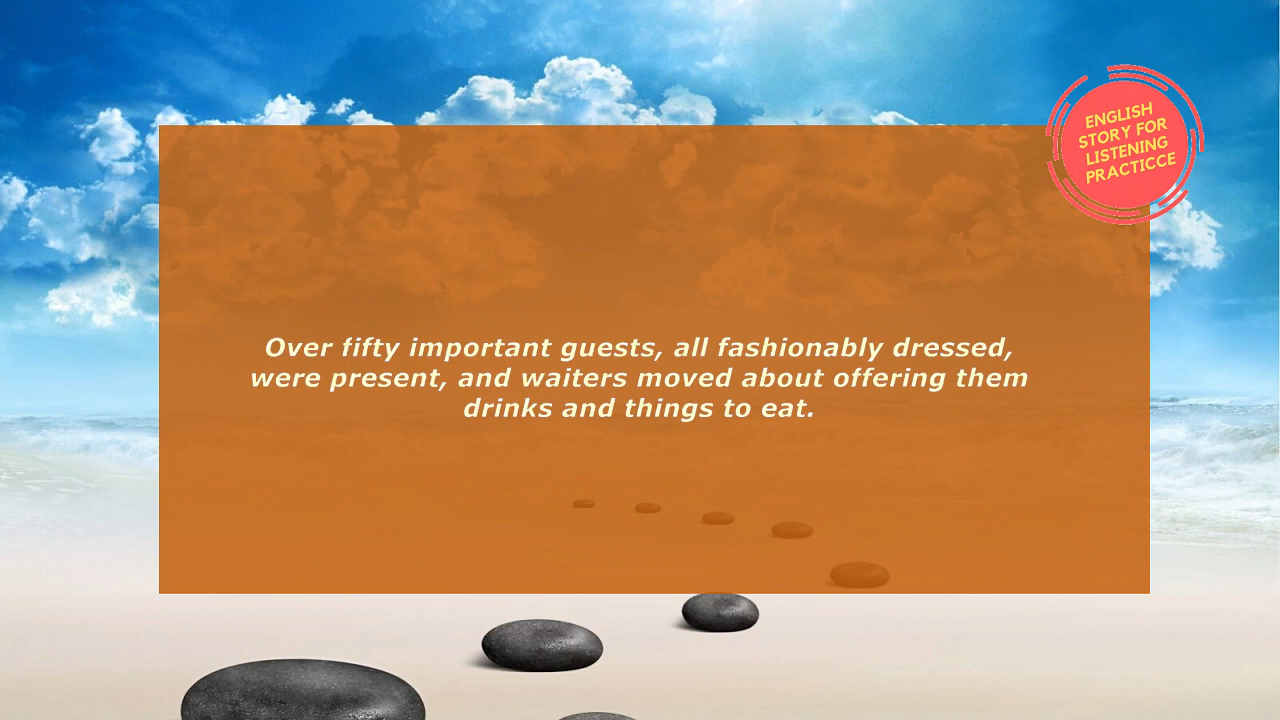 ENGLISH
STORY FOR
LISTENING
PRACTICCE
Over fifty important guests, all fashionably dressed,
were present, and waiters moved about offering them
drinks and things to eat.